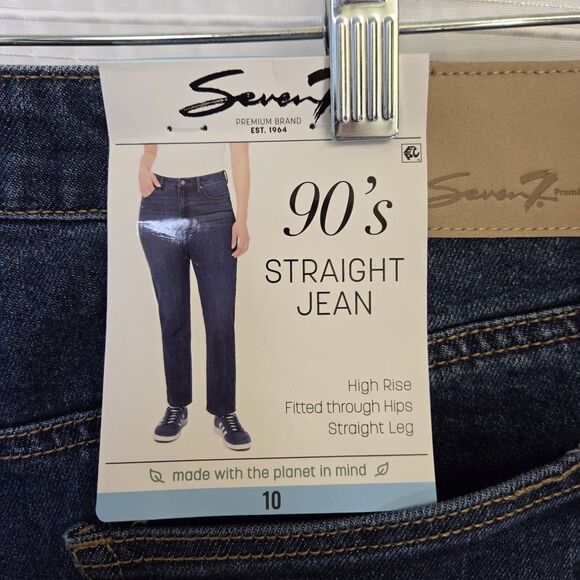 Seven7
PREMIUM BRAND
EST. 1964
90's
STRAIGHT
JEAN
High Rise
Fitted through Hips
Straight Leg
made with the planet in mind
10
Seven7 Premi